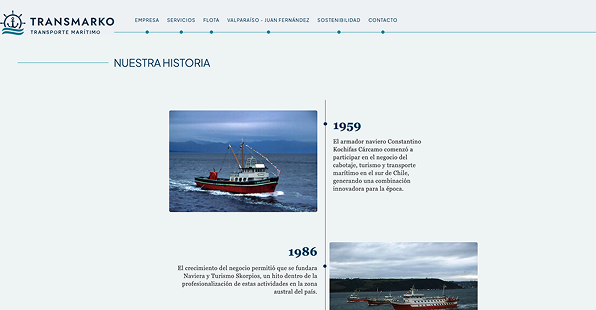 TRANSMARKO
TRANSPORTE MARÍTIMO
EMPRESA SERVICIOS FLOTA VALPARAÍSO – JUAN FERNÁNDEZ SOSTENIBILIDAD CONTACTO
NUESTRA HISTORIA
1959
El armador naviero Constantino
Kochifas Cárcamo comenzó a
participar en el negocio del
cabotaje, turismo y transporte
marítimo en el sur de Chile,
generando una combinación
innovadora para la época.
1986
El crecimiento del negocio permitió que se fundara
Naviera y Turismo Skorpios, un hito dentro de la
profesionalización de estas actividades en la zona
austral del país.